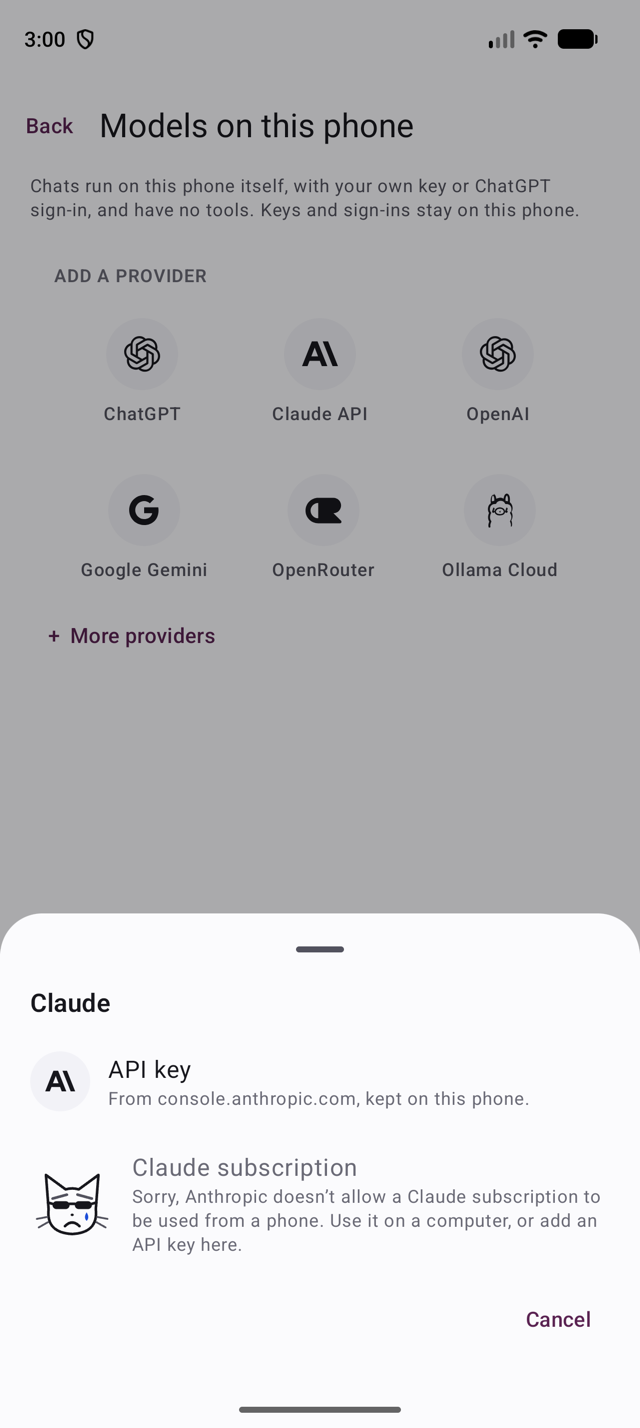 3:00
Back Models on this phone
Chats run on this phone itself, with your own key or ChatGPT
sign-in, and have no tools. Keys and sign-ins stay on this phone.
ADD A PROVIDER
ChatGPT Claude API OpenAI
Google Gemini OpenRouter Ollama Cloud
+ More providers
Claude
API key
From console.anthropic.com, kept on this phone.
Claude subscription
Sorry, Anthropic doesn’t allow a Claude subscription to
be used from a phone. Use it on a computer, or add an
API key here.
Cancel